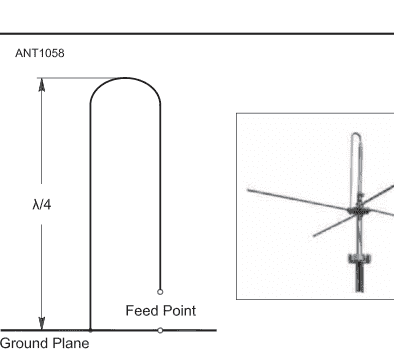 ANT1058
λ/4
Feed Point
Ground Plane